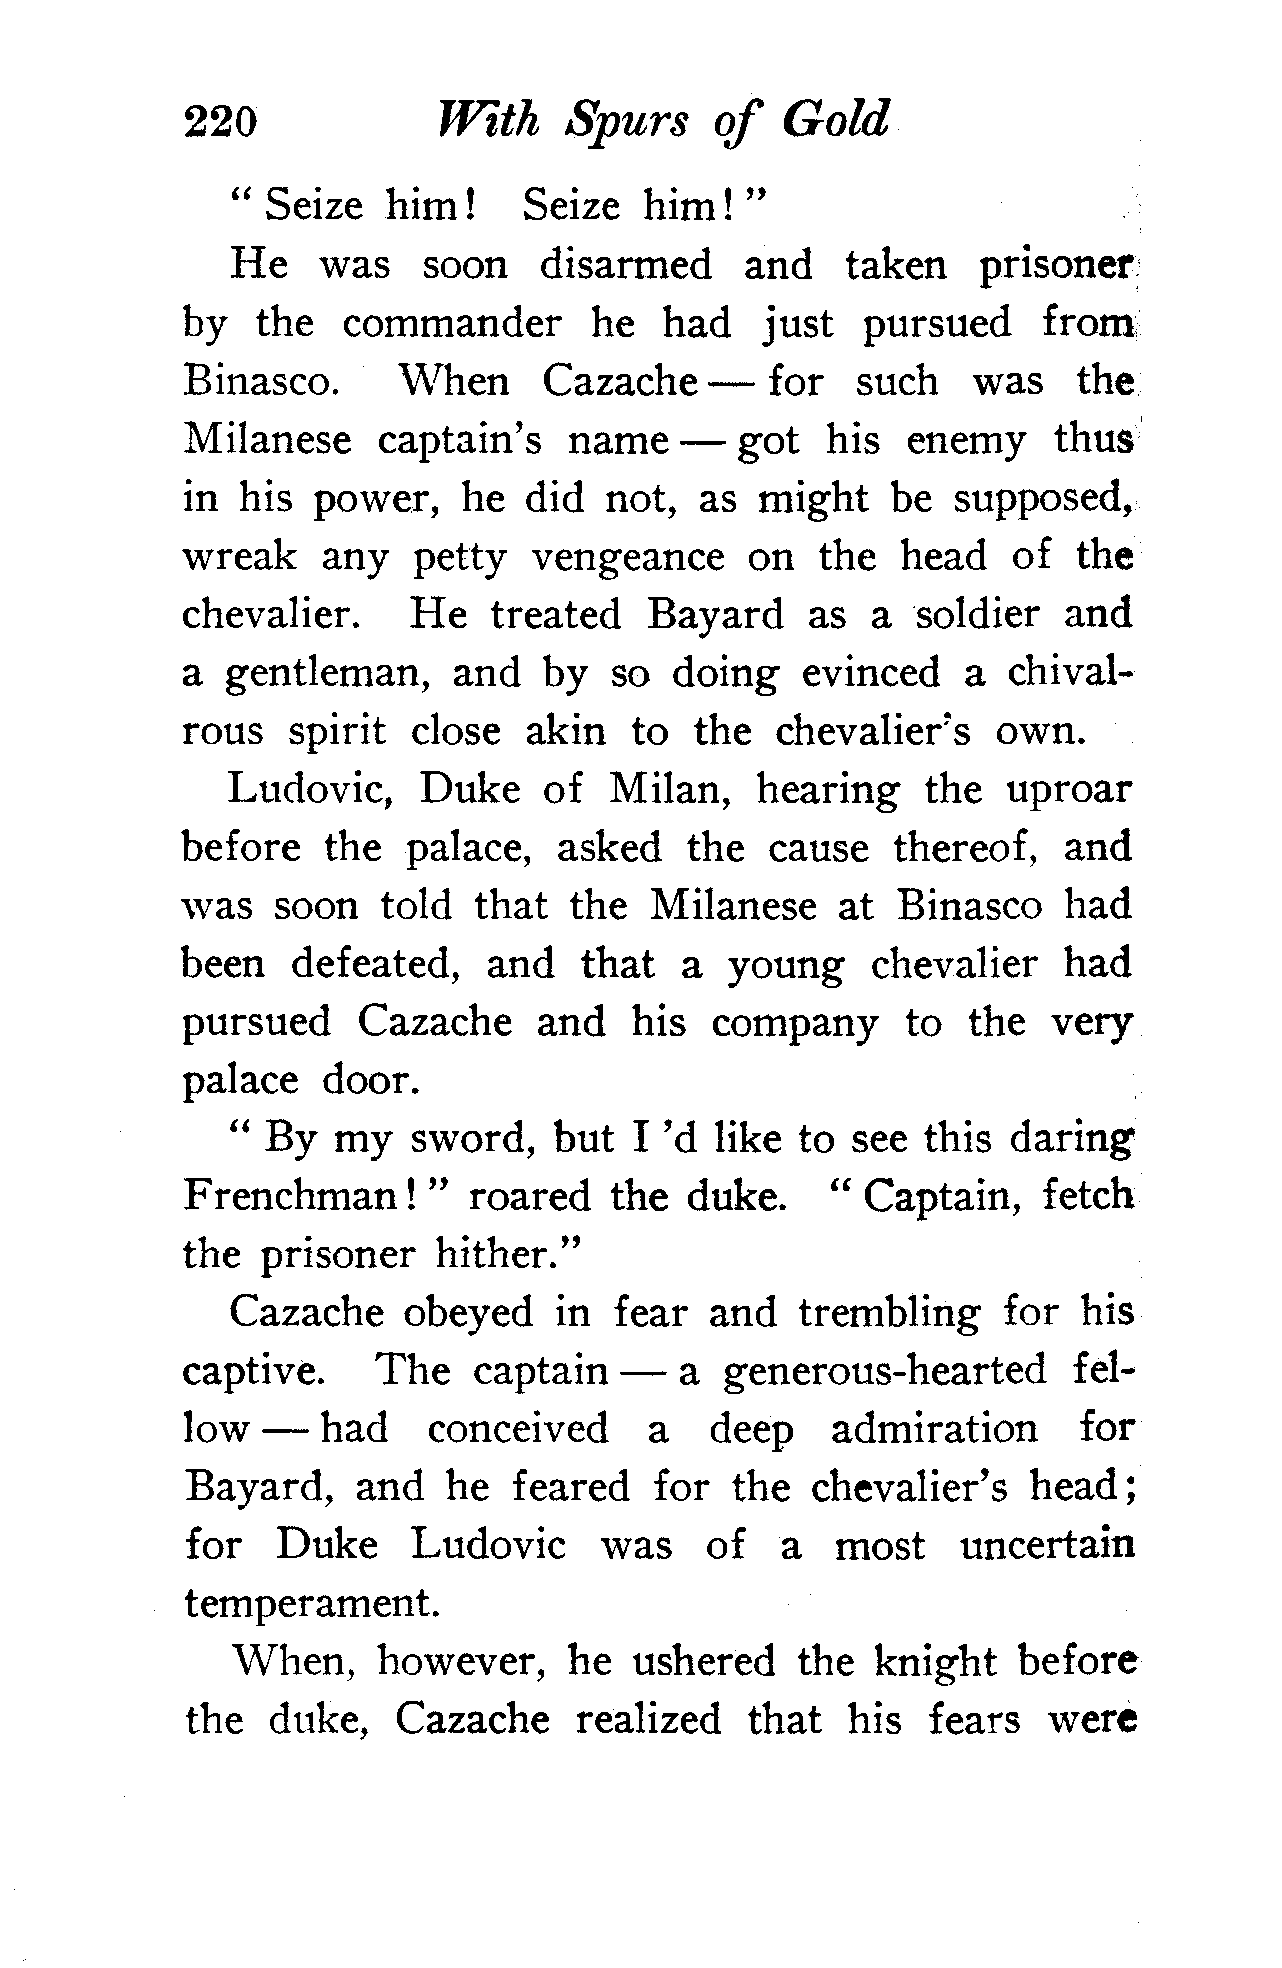 220 With Spurs of Gold
" Seize him! Seize him! "
He was soon disarmed and taken prisoner
by the commander he had just pursued from
Binasco. When Cazache — for such was the
Milanese captain's name — got his enemy thus
in his power, he did not, as might be supposed,
wreak any petty vengeance on the head of the
chevalier. He treated Bayard as a soldier and
a gentleman, and by so doing evinced a chival-
rous spirit close akin to the chevalier's own.
Ludovic, Duke of Milan, hearing the uproar
before the palace, asked the cause thereof, and
was soon told that the Milanese at Binasco had
been defeated, and that a young chevalier had
pursued Cazache and his company to the very
palace door.
" By my sword, but I 'd like to see this daring
Frenchman! " roared the duke. " Captain, fetch
the prisoner hither."
Cazache obeyed in fear and trembling for his
captive. The captain — a generous-hearted fel-
low — had conceived a deep admiration for
Bayard, and he feared for the chevalier's head;
for Duke Ludovic was of a most uncertain
temperament.
When, however, he ushered the knight before
the duke, Cazache realized that his fears were